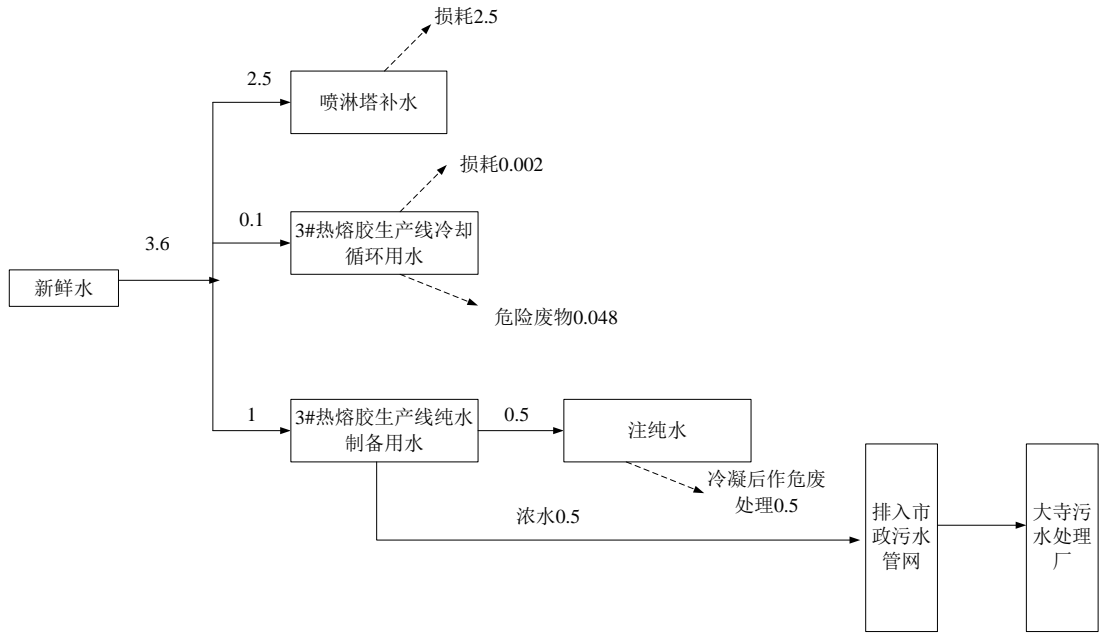 损耗2.5
2.5
喷淋塔补水
损耗0.002
0.1
3#热熔胶生产线冷却
循环用水
3.6
新鲜水
危险废物0.048
1
3#热熔胶生产线纯水
制备用水
0.5
注纯水
冷凝后作危废
处理0.5
浓水0.5
排入市
政污水
管网
大寺污
水处理
厂